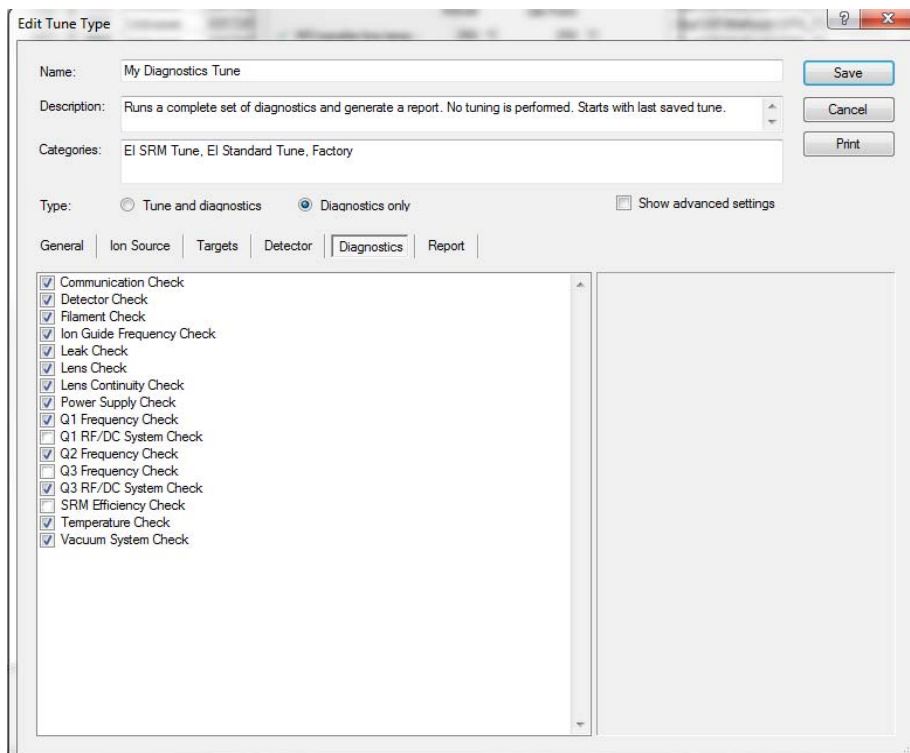 Edit Tune Type
?
X
Name:
My Diagnostics Tune
Save
Description:
Runs a complete set of diagnostics and generate a report. No tuning is performed. Starts with last saved tune.
Cancel
Categories:
EI SRM Tune, EI Standard Tune, Factory
Print
Type:
Tune and diagnostics
Diagnostics only
Show advanced settings
General
Ion Source
Targets
Detector
Diagnostics
Report
Communication Check
Detector Check
Filament Check
Ion Guide Frequency Check
Leak Check
Lens Check
Lens Continuity Check
Power Supply Check
Q1 Frequency Check
Q1 RF/DC System Check
Q2 Frequency Check
Q3 Frequency Check
Q3 RF/DC System Check
SRM Efficiency Check
Temperature Check
Vacuum System Check